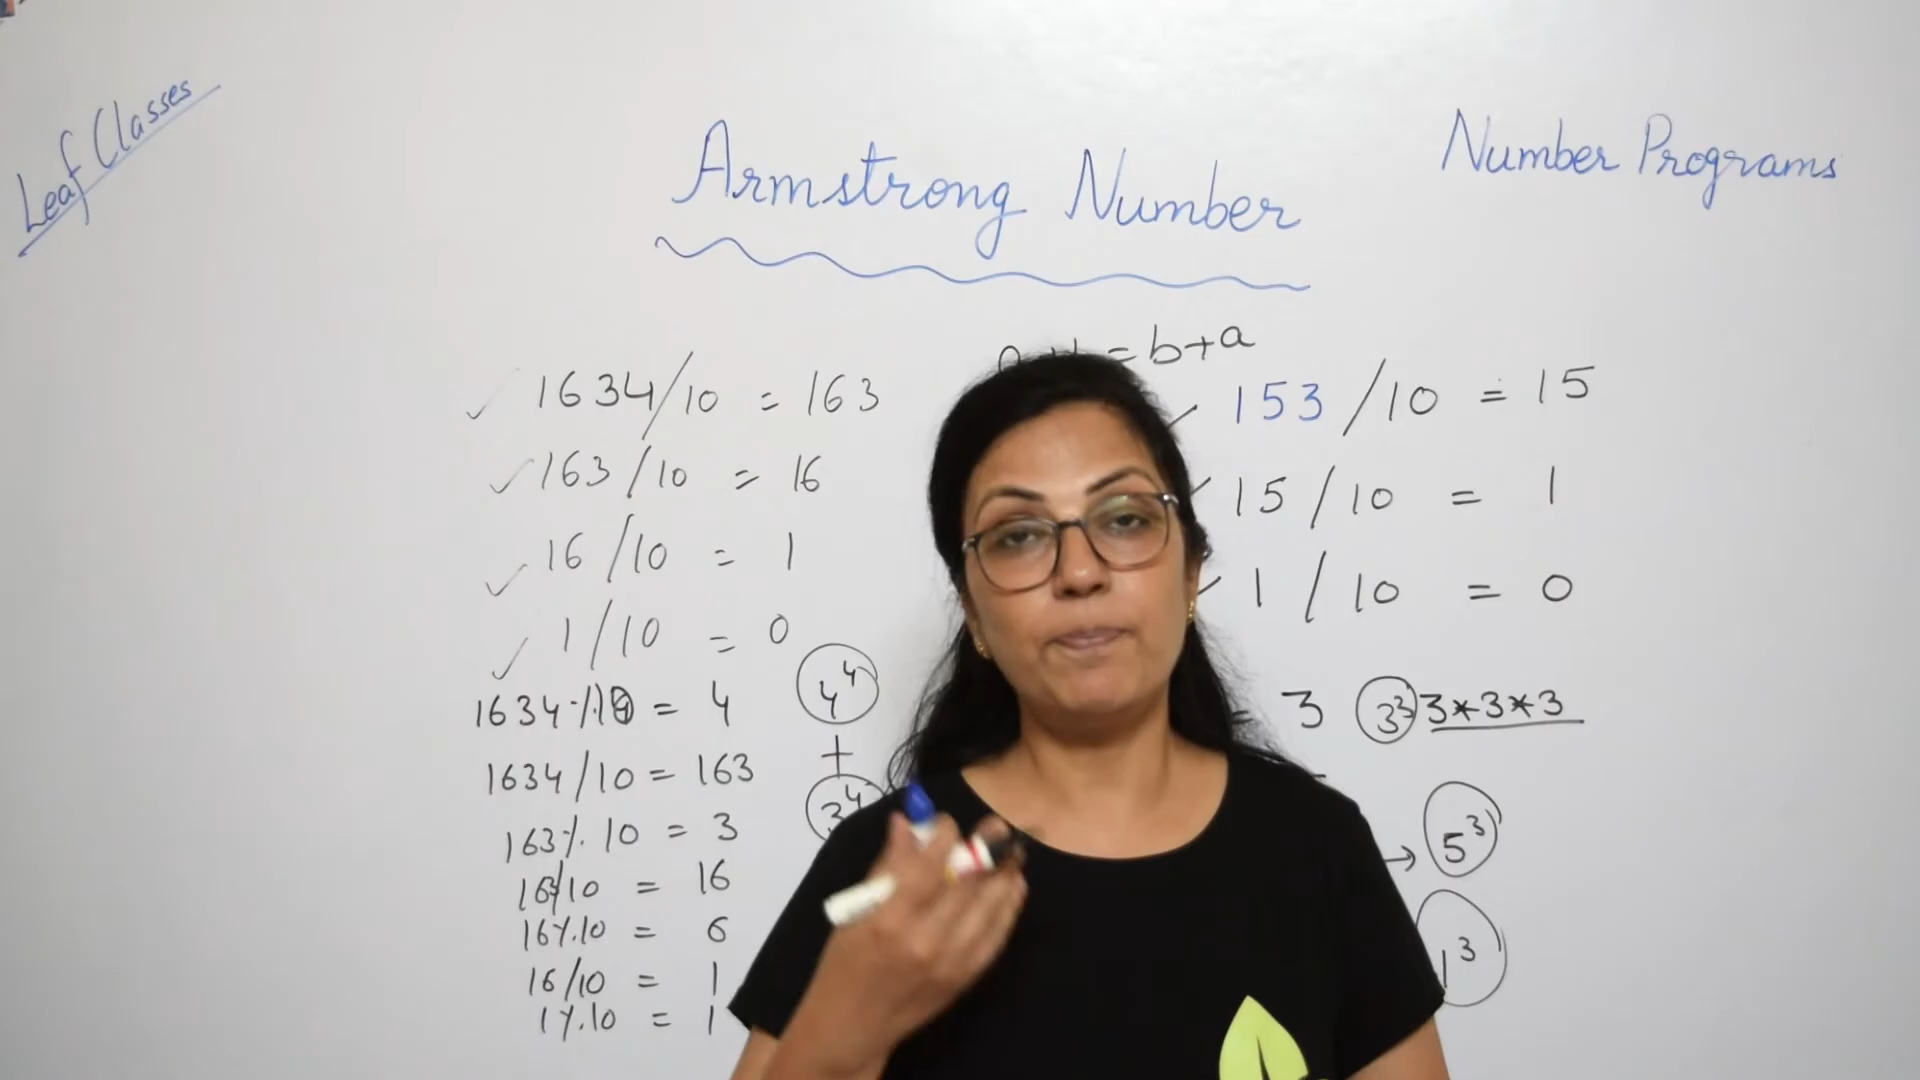 Leaf Classes
Armstrong Number
Number Programs
= b+a
1634/10 = 163
163/10 = 16
16/10 = 1
1/10 = 0
1634%10 = 4
1634/10 = 163
163%10 = 3
163/10 = 16
16%10 = 6
16/10 = 1
1%10 = 1
4⁴
+
3⁴
153/10 = 15
15/10 = 1
1/10 = 0
= 3 3³ 3*3*3
→ 5³
1³